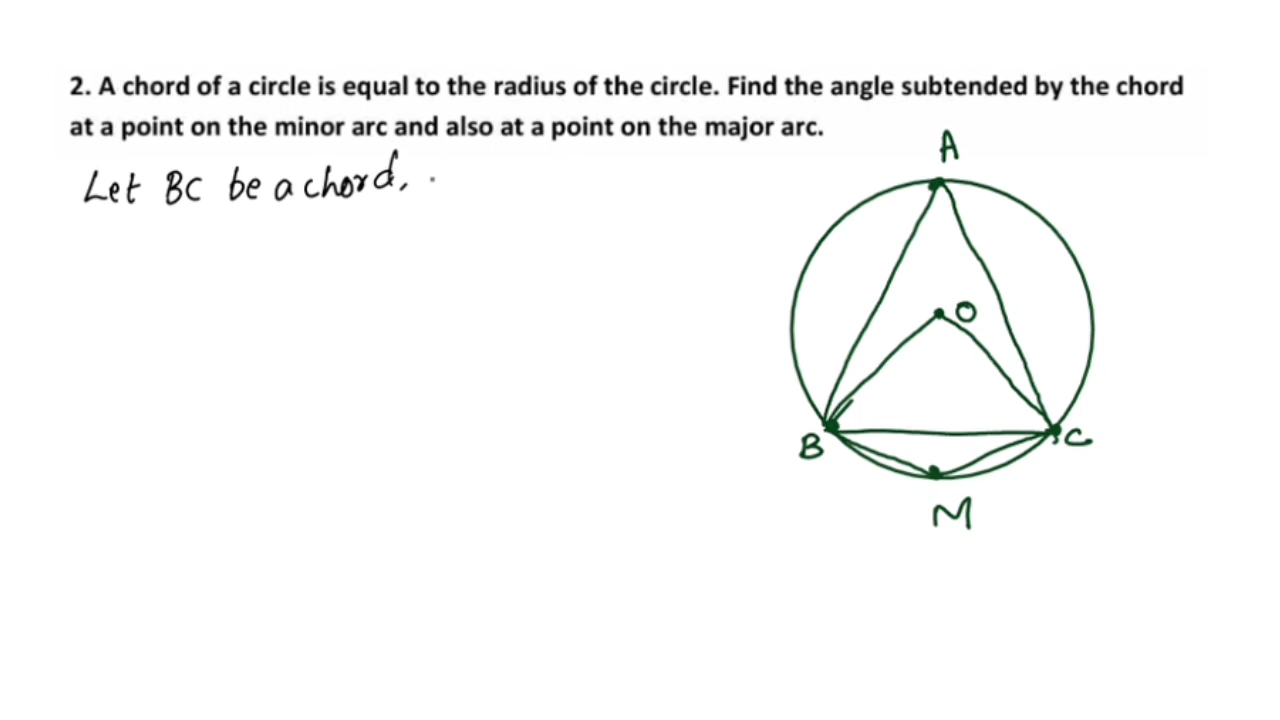 2. A chord of a circle is equal to the radius of the circle. Find the angle subtended by the chord
at a point on the minor arc and also at a point on the major arc.
Let BC be a chord, .
A
O
B
C
M